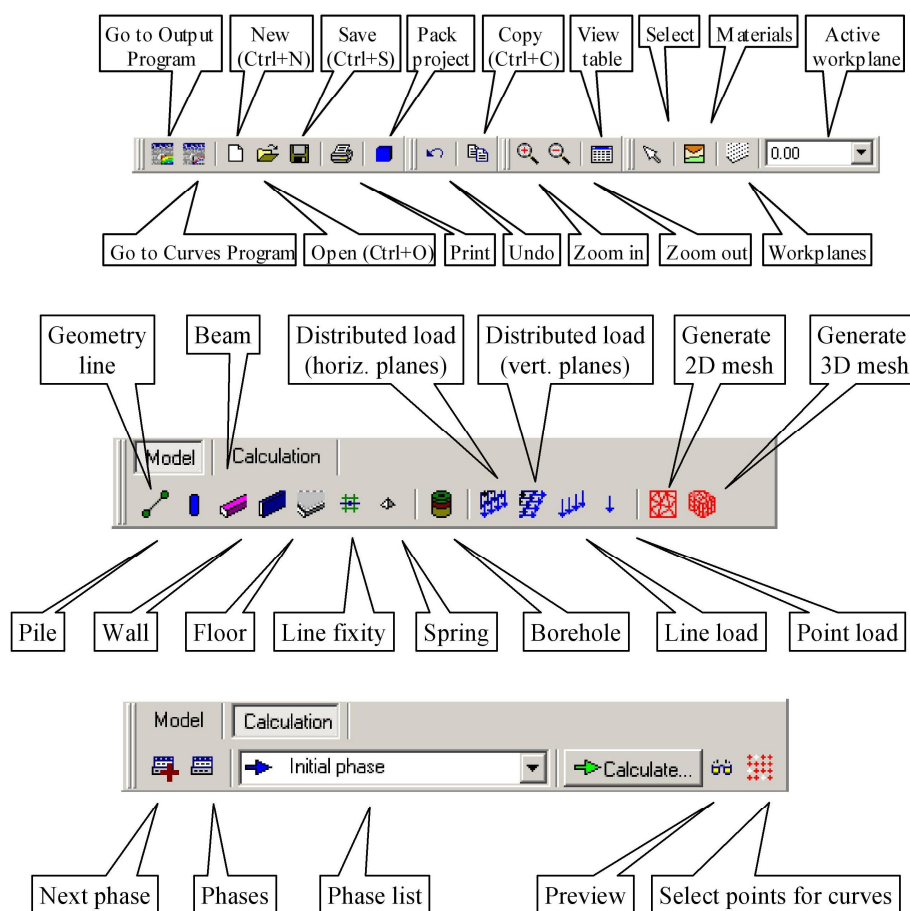 Go to Output
Program
New
(Ctrl+N)
Save
(Ctrl+S)
Pack
project
Copy
(Ctrl+C)
View
table
Select
Materials
Active
workplane
0.00
Go to Curves Program
Open (Ctrl+O)
Print
Undo
Zoom in
Zoom out
Workplanes
Geometry
line
Beam
Distributed load
(horiz. planes)
Distributed load
(vert. planes)
Generate
2D mesh
Generate
3D mesh
Model
Calculation
Pile
Wall
Floor
Line fixity
Spring
Borehole
Line load
Point load
Model
Calculation
Initial phase
Calculate...
Next phase
Phases
Phase list
Preview
Select points for curves